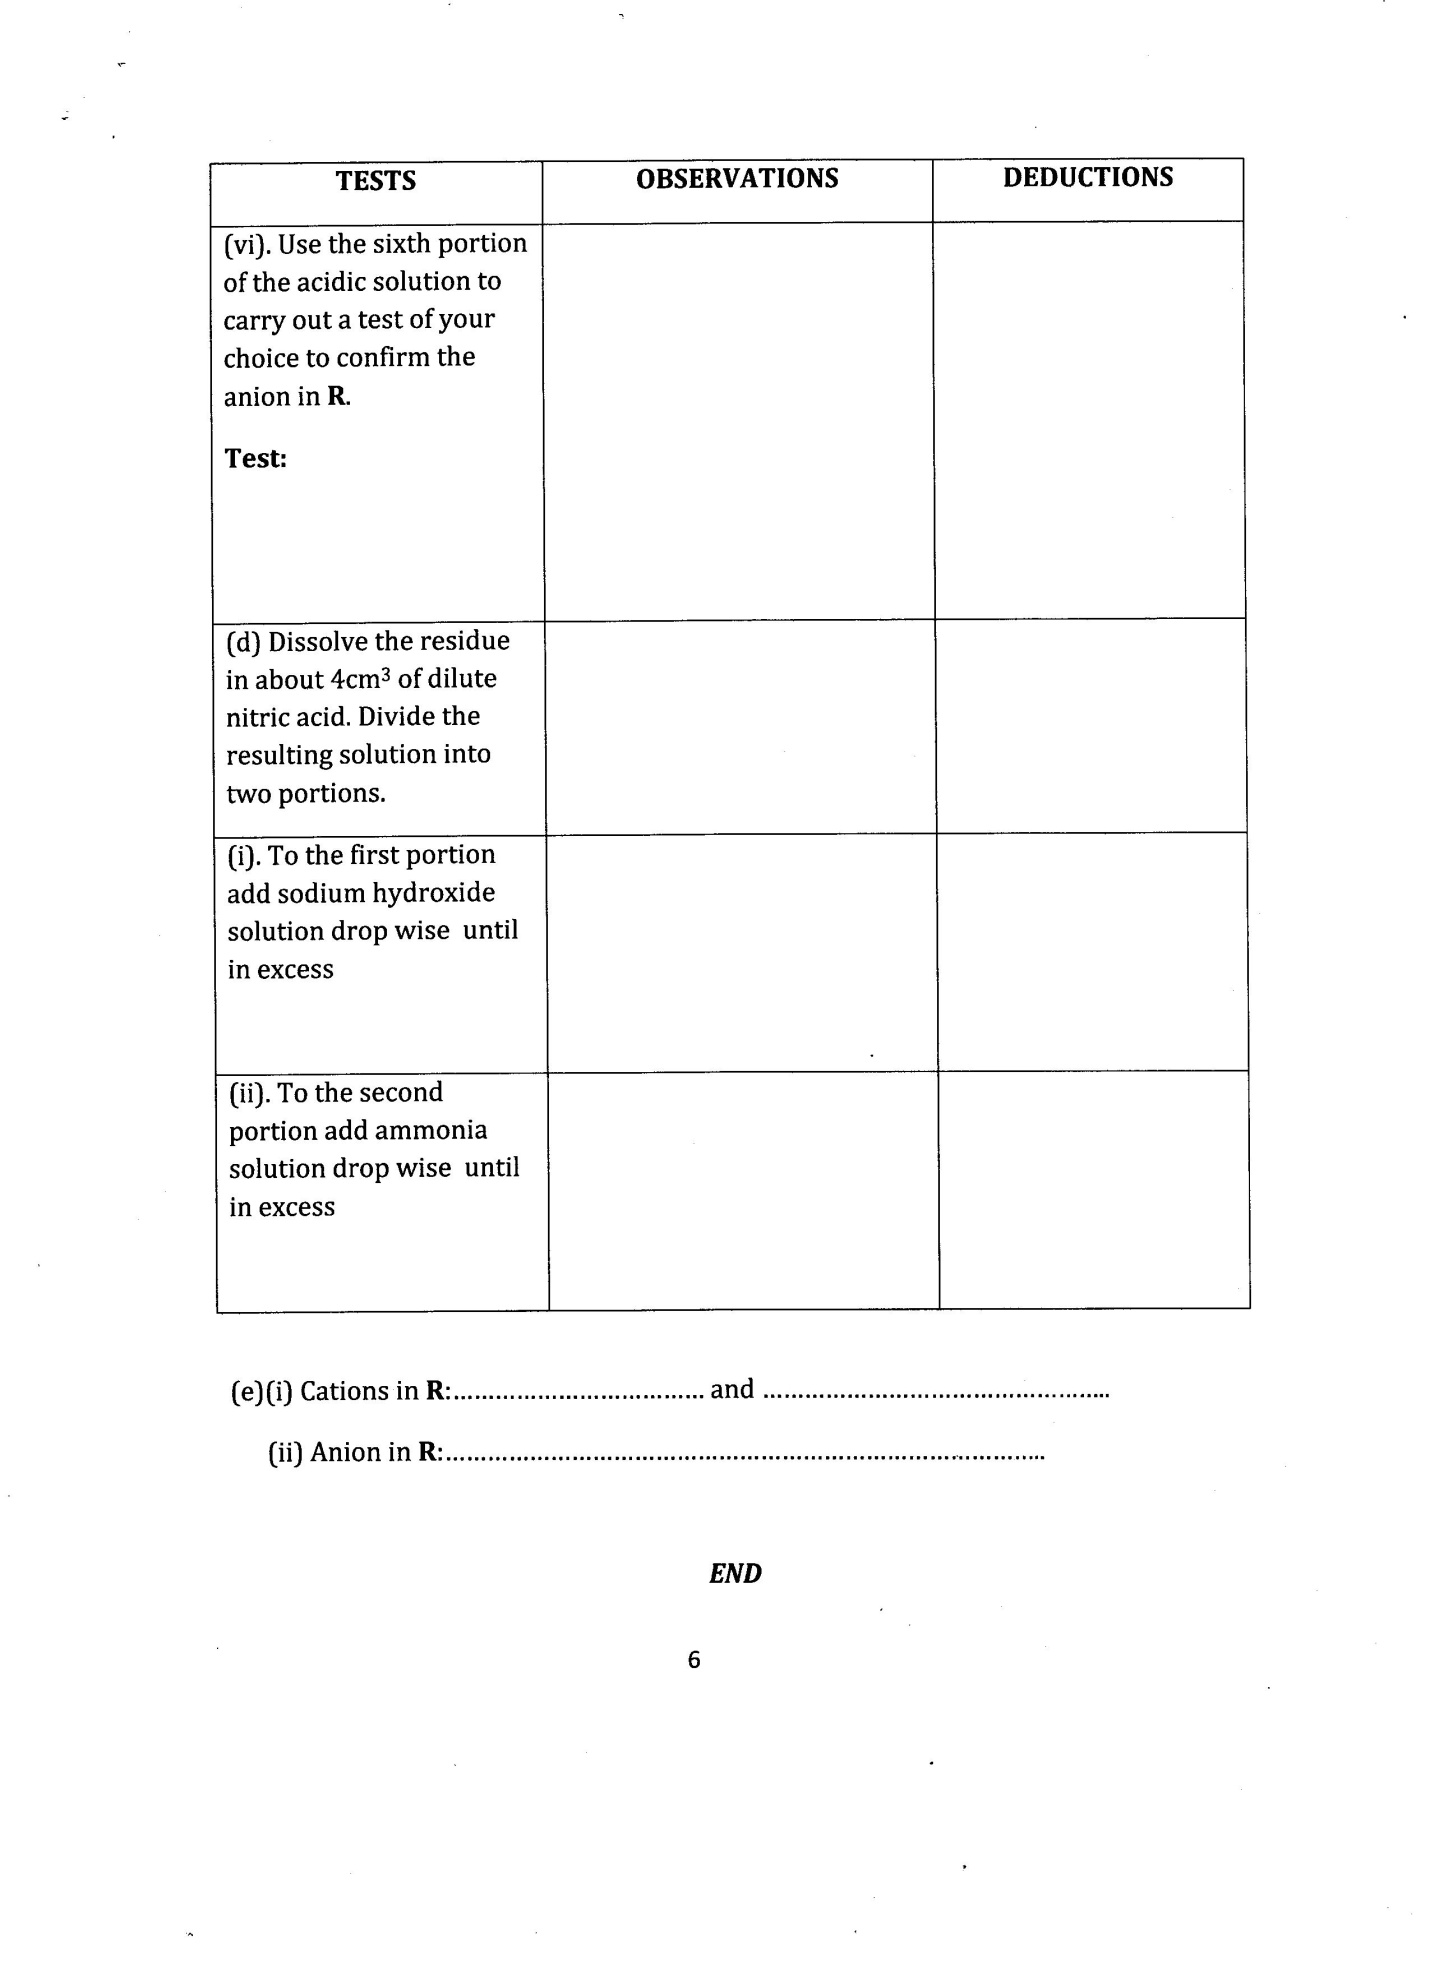 TESTS OBSERVATIONS DEDUCTIONS
(vi). Use the sixth portion
of the acidic solution to
carry out a test of your
choice to confirm the
anion in R.
Test:
(d) Dissolve the residue
in about 4cm³ of dilute
nitric acid. Divide the
resulting solution into
two portions.
(i). To the first portion
add sodium hydroxide
solution drop wise until
in excess
(ii). To the second
portion add ammonia
solution drop wise until
in excess
(e)(i) Cations in R:................................... and .................................................
(ii) Anion in R:.....................................................................................
END
6